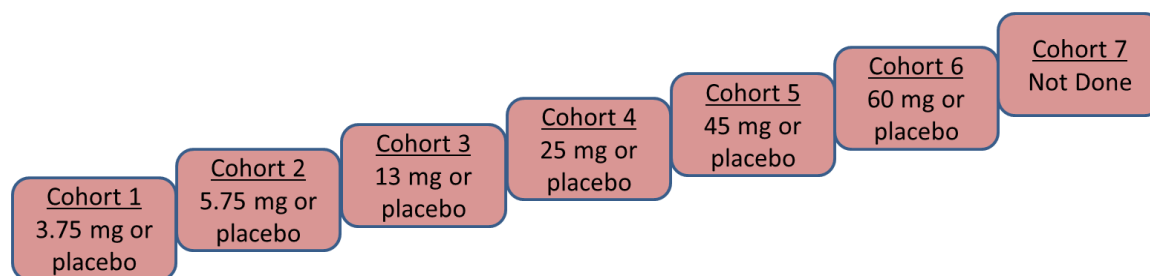 Cohort 1
3.75 mg or
placebo
Cohort 2
5.75 mg or
placebo
Cohort 3
13 mg or
placebo
Cohort 4
25 mg or
placebo
Cohort 5
45 mg or
placebo
Cohort 6
60 mg or
placebo
Cohort 7
Not Done